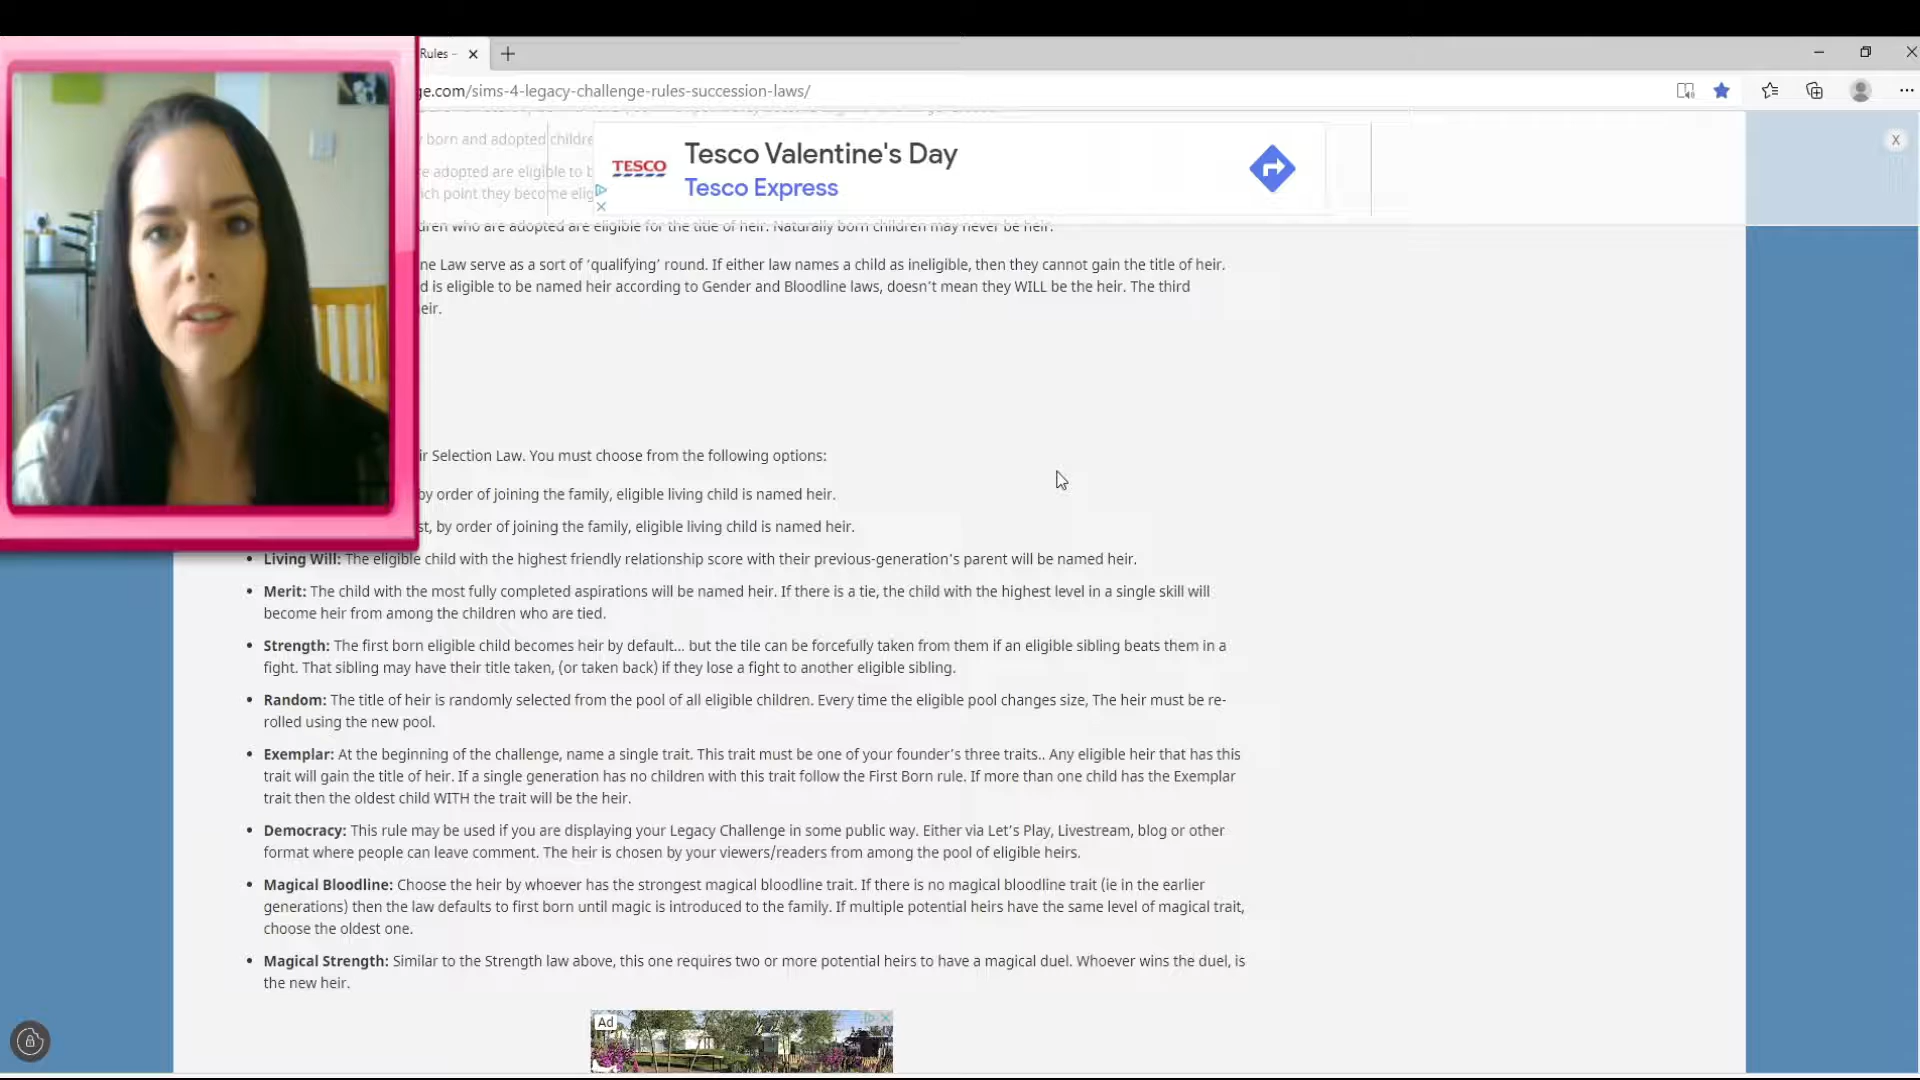 Rules -
ge.com/sims-4-legacy-challenge-rules-succession-laws/
born and adopted childre
e adopted are eligible to b
ich point they become elig
TESCO
Tesco Valentine's Day
Tesco Express
X
dren who are adopted are eligible for the title of heir. Naturally born children may never be heir.
ne Law serve as a sort of ‘qualifying’ round. If either law names a child as ineligible, then they cannot gain the title of heir.
d is eligible to be named heir according to Gender and Bloodline laws, doesn’t mean they WILL be the heir. The third
eir.
ir Selection Law. You must choose from the following options:
by order of joining the family, eligible living child is named heir.
st, by order of joining the family, eligible living child is named heir.
• Living Will: The eligible child with the highest friendly relationship score with their previous-generation’s parent will be named heir.
• Merit: The child with the most fully completed aspirations will be named heir. If there is a tie, the child with the highest level in a single skill will
become heir from among the children who are tied.
• Strength: The first born eligible child becomes heir by default… but the tile can be forcefully taken from them if an eligible sibling beats them in a
fight. That sibling may have their title taken, (or taken back) if they lose a fight to another eligible sibling.
• Random: The title of heir is randomly selected from the pool of all eligible children. Every time the eligible pool changes size, The heir must be re-
rolled using the new pool.
• Exemplar: At the beginning of the challenge, name a single trait. This trait must be one of your founder’s three traits.. Any eligible heir that has this
trait will gain the title of heir. If a single generation has no children with this trait follow the First Born rule. If more than one child has the Exemplar
trait then the oldest child WITH the trait will be the heir.
• Democracy: This rule may be used if you are displaying your Legacy Challenge in some public way. Either via Let’s Play, Livestream, blog or other
format where people can leave comment. The heir is chosen by your viewers/readers from among the pool of eligible heirs.
• Magical Bloodline: Choose the heir by whoever has the strongest magical bloodline trait. If there is no magical bloodline trait (ie in the earlier
generations) then the law defaults to first born until magic is introduced to the family. If multiple potential heirs have the same level of magical trait,
choose the oldest one.
• Magical Strength: Similar to the Strength law above, this one requires two or more potential heirs to have a magical duel. Whoever wins the duel, is
the new heir.
Ad